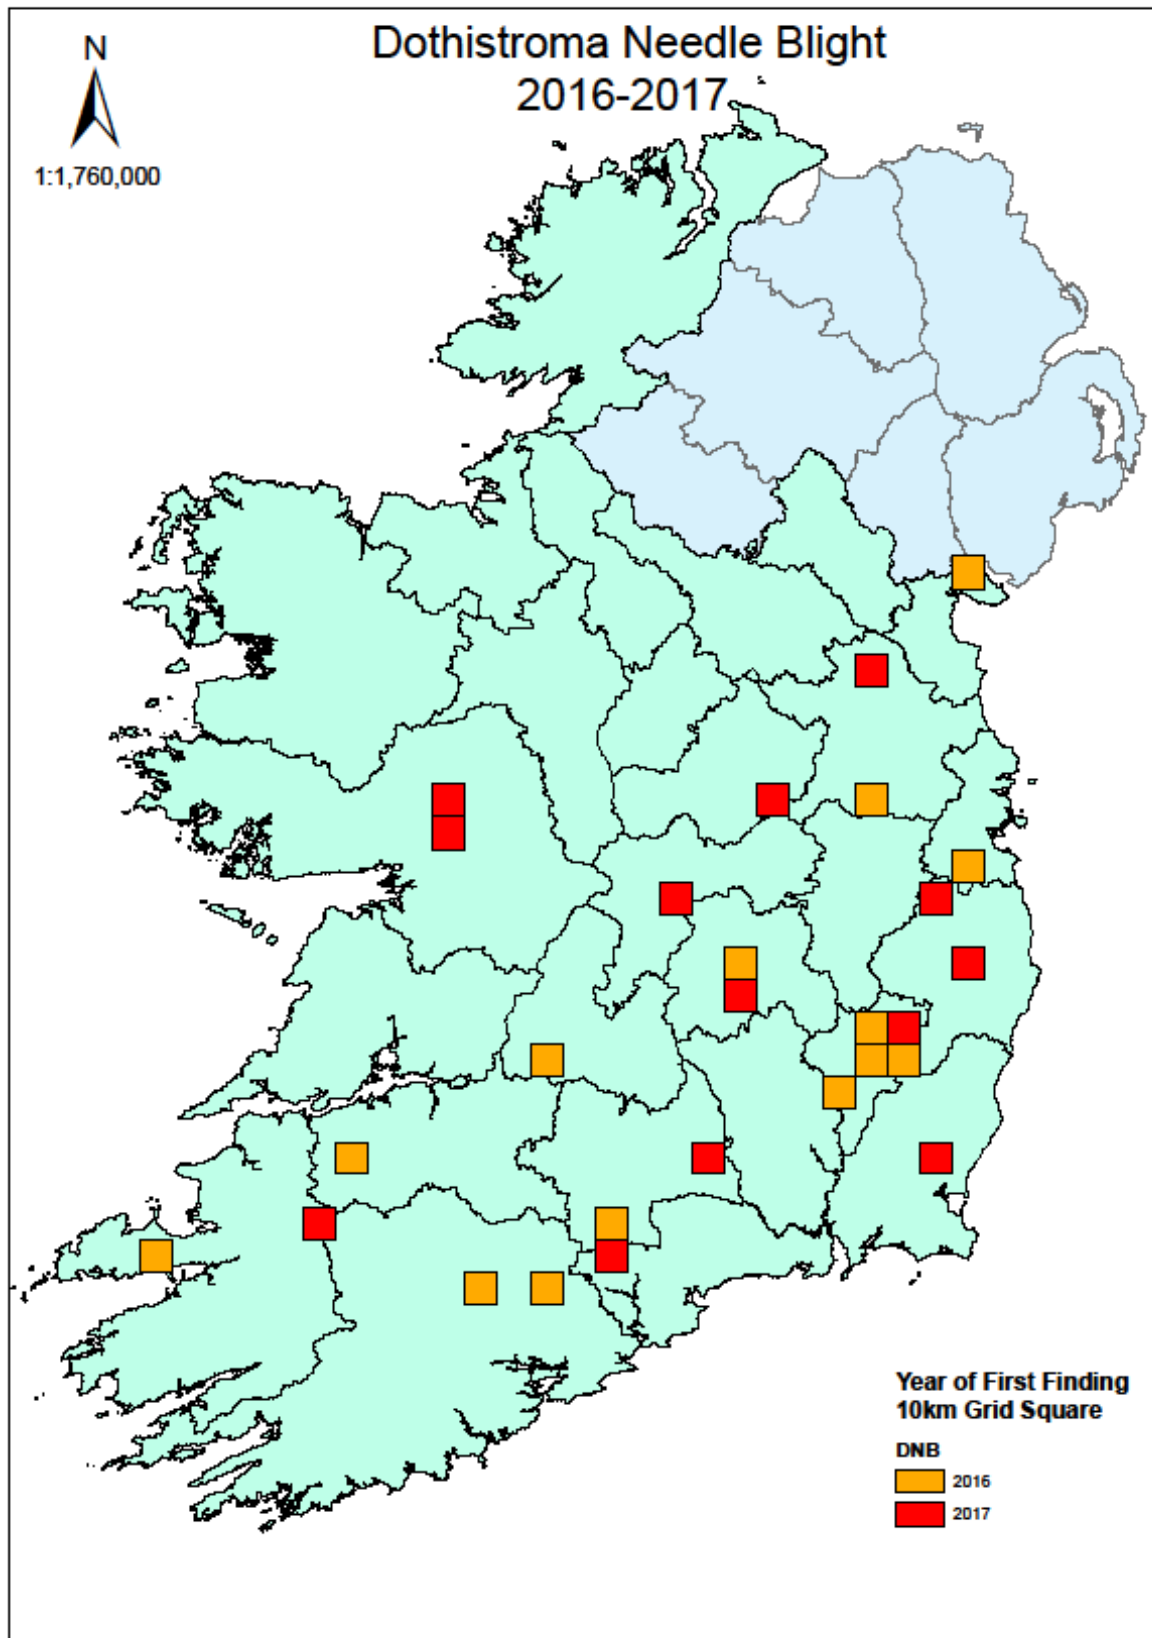 Dothistroma Needle Blight
2016-2017
N
1:1,760,000
Year of First Finding
10km Grid Square
DNB
2016
2017